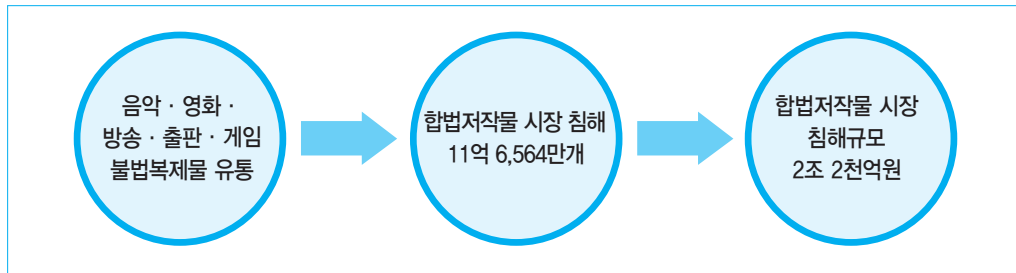 음악 · 영화 ·
방송 · 출판 · 게임
불법복제물 유통
합법저작물 시장 침해
11억 6,564만개
합법저작물 시장
침해규모
2조 2천억원